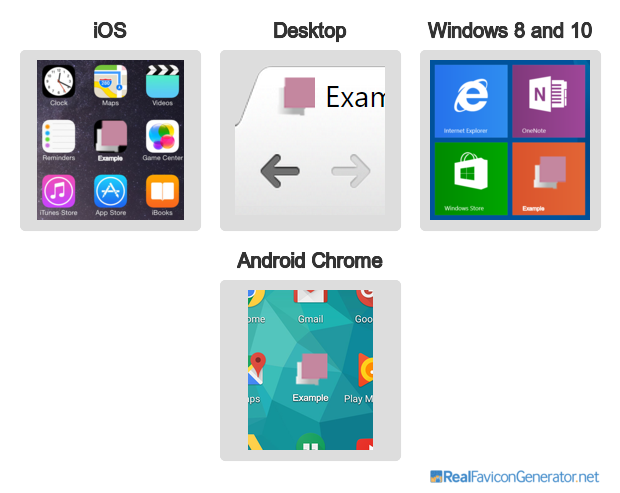 iOS
Desktop
Windows 8 and 10
Clock
Maps
Videos
Reminders
Example
Game Center
iTunes Store
App Store
iBooks
Exam
Internet Explorer
OneNote
N
Windows Store
Example
Android Chrome
ome
Gmail
Goo
aps
Example
Play M
RealFaviconGenerator.net